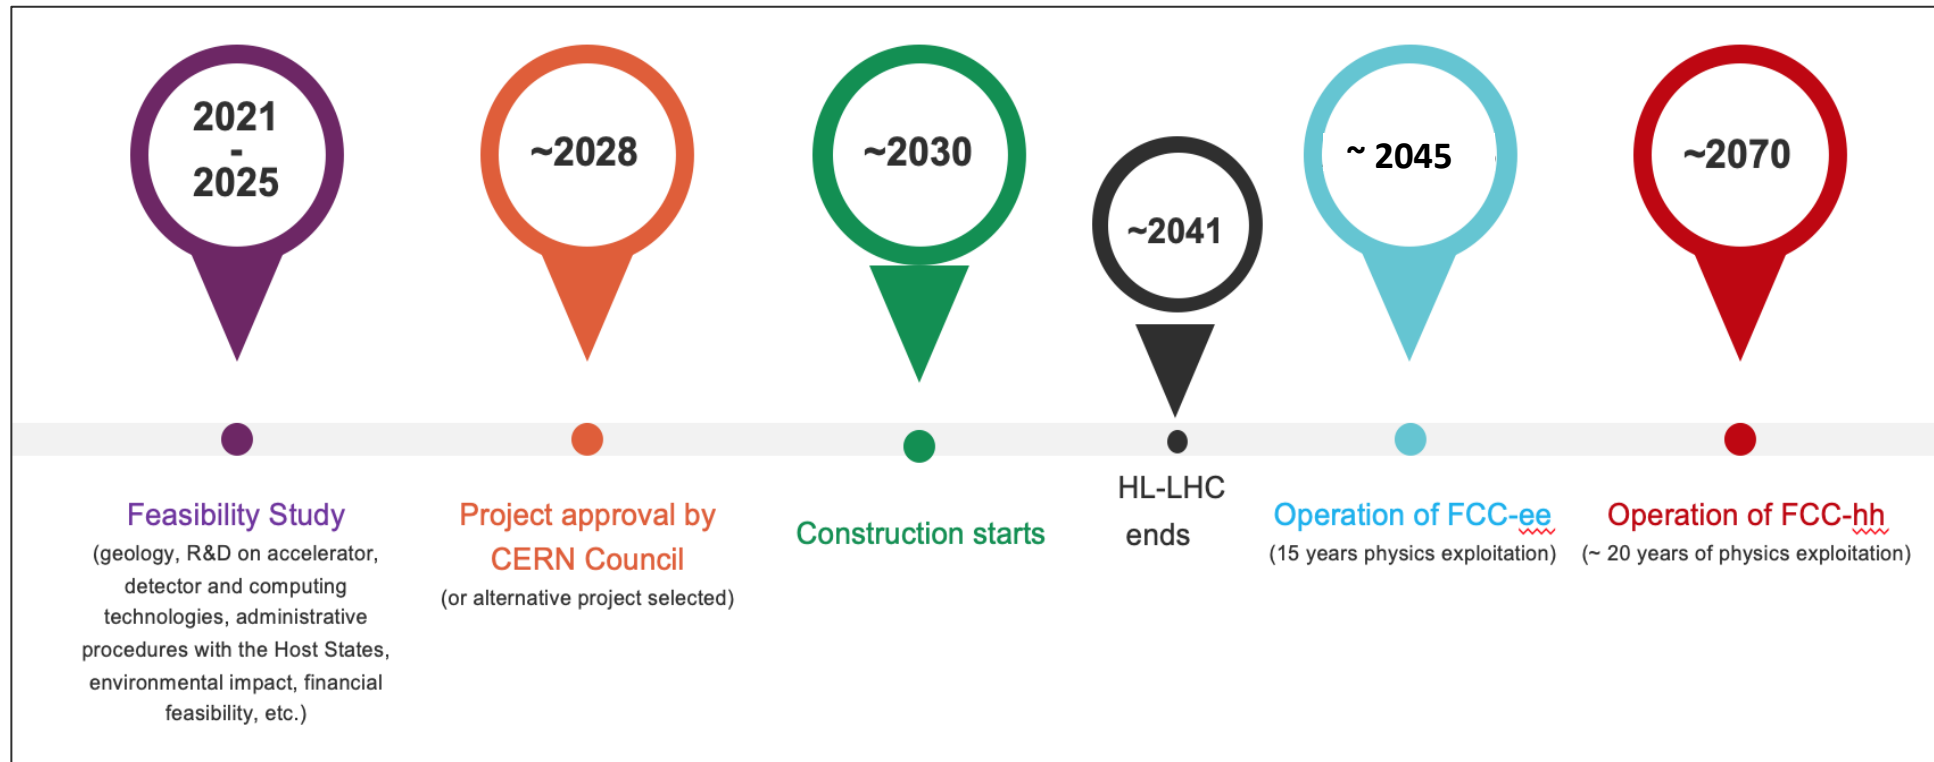 2021
-
2025
~2028
~2030
~2041
~ 2045
~2070
Feasibility Study
(geology, R&D on accelerator,
detector and computing
technologies, administrative
procedures with the Host States,
environmental impact, financial
feasibility, etc.)
Project approval by
CERN Council
(or alternative project selected)
Construction starts
HL-LHC
ends
Operation of FCC-ee
(15 years physics exploitation)
Operation of FCC-hh
(~ 20 years of physics exploitation)